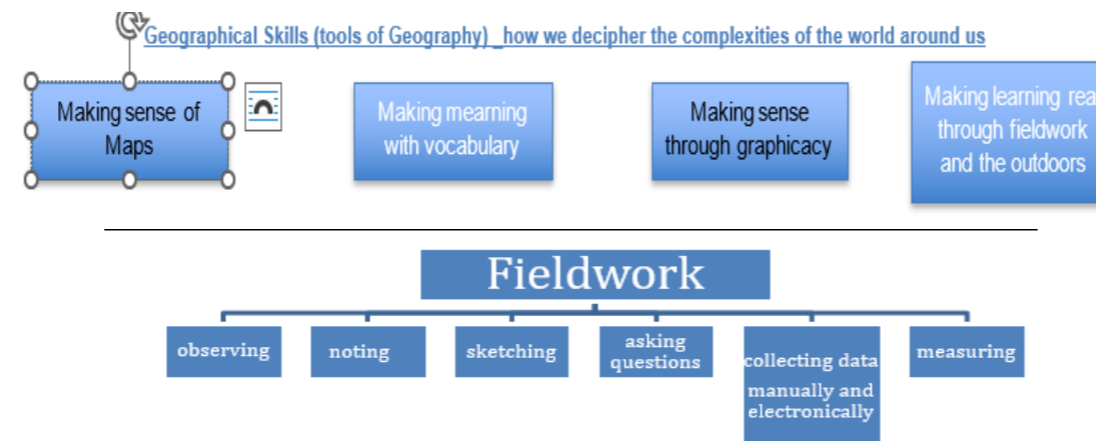 Geographical Skills (tools of Geography) _how we decipher the complexities of the world around us
Making sense of
Maps
Making mearning
with vocabulary
Making sense
through graphicacy
Making learning rea
through fieldwork
and the outdoors
Fieldwork
observing
noting
sketching
asking
questions
collecting data
manually and
electronically
measuring